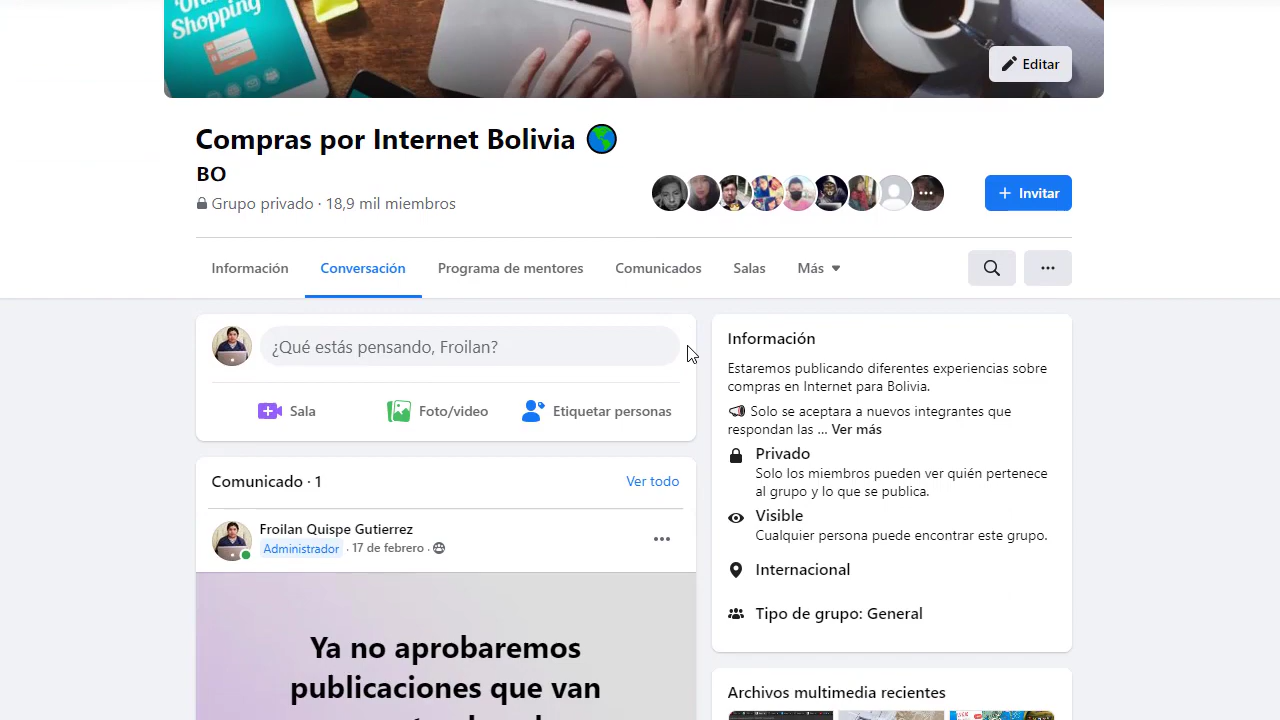 Shopping
Editar
Compras por Internet Bolivia
BO
Grupo privado · 18,9 mil miembros
+ Invitar
Información
Conversación
Programa de mentores
Comunicados
Salas
Más
¿Qué estás pensando, Froilan?
Sala
Foto/video
Etiquetar personas
Comunicado · 1
Ver todo
Froilan Quispe Gutierrez
Administrador · 17 de febrero ·
Ya no aprobaremos
publicaciones que van
Información
Estaremos publicando diferentes experiencias sobre
compras en Internet para Bolivia.
📢 Solo se aceptara a nuevos integrantes que
respondan las ... Ver más
Privado
Solo los miembros pueden ver quién pertenece
al grupo y lo que se publica.
Visible
Cualquier persona puede encontrar este grupo.
Internacional
Tipo de grupo: General
Archivos multimedia recientes